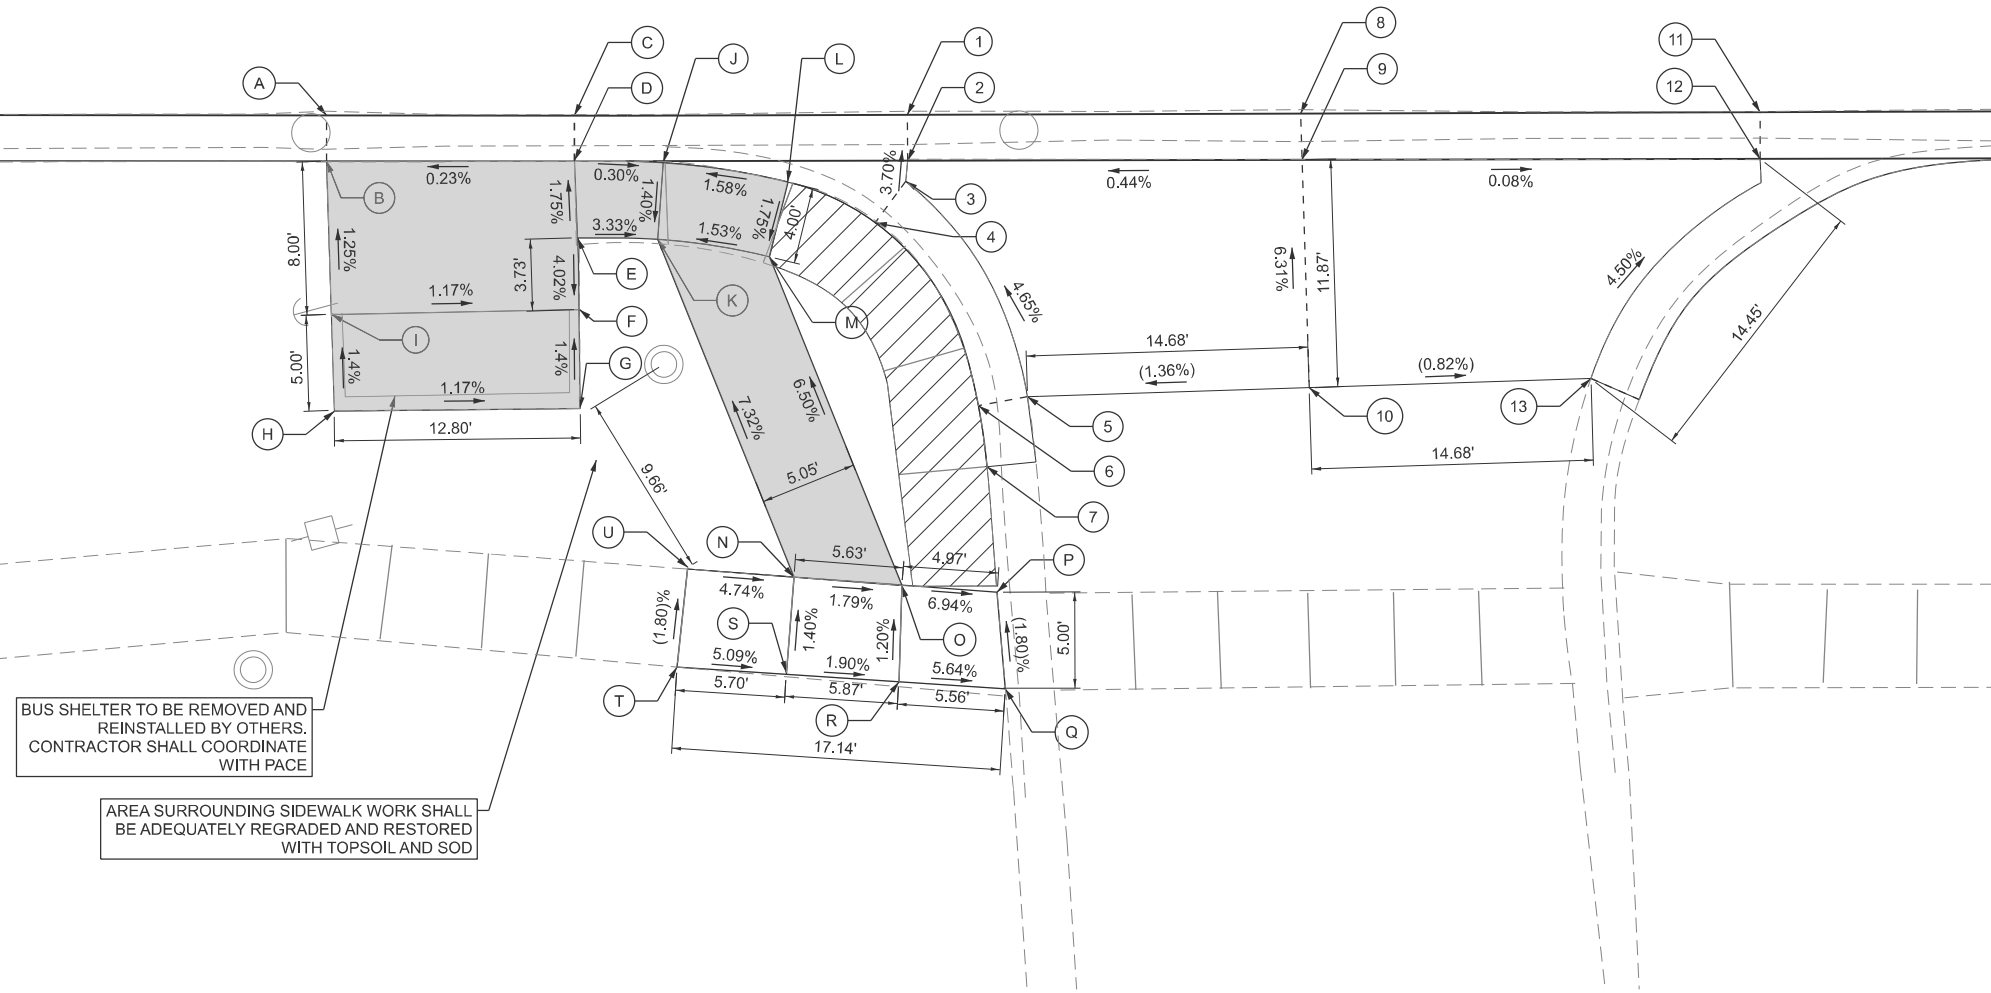 8
11
C
J
L
1
A
D
2
9
12
0.23%
0.30%
1.58%
3.70%
0.44%
0.08%
B
1.75%
1.40%
1.75%
4.00'
3
3.33%
1.53%
4
8.00'
1.25%
3.73'
4.02%
E
K
M
4.65%
6.31%
11.87'
4.50%
14.45'
1.17%
F
I
5.00'
1.4%
1.4%
G
1.17%
14.68'
(1.36%)
(0.82%)
H
12.80'
7.32%
6.50%
5
10
13
9.66'
5.05'
6
14.68'
7
U
N
5.63'
4.97'
P
4.74%
1.79%
6.94%
(1.80)%
S
1.40%
1.20%
O
(1.80)%
5.00'
5.09%
1.90%
5.64%
5.70'
5.87'
5.56'
T
R
Q
17.14'
BUS SHELTER TO BE REMOVED AND
REINSTALLED BY OTHERS.
CONTRACTOR SHALL COORDINATE
WITH PACE
AREA SURROUNDING SIDEWALK WORK SHALL
BE ADEQUATELY REGRADED AND RESTORED
WITH TOPSOIL AND SOD